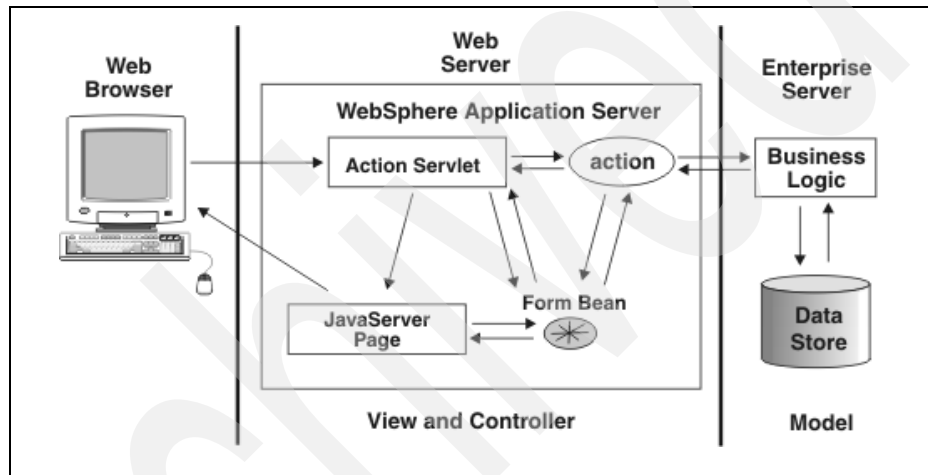 Web
Browser
Web
Server
Enterprise
Server
WebSphere Application Server
Action Servlet
action
Business
Logic
Form Bean
JavaServer
Page
Data
Store
View and Controller
Model